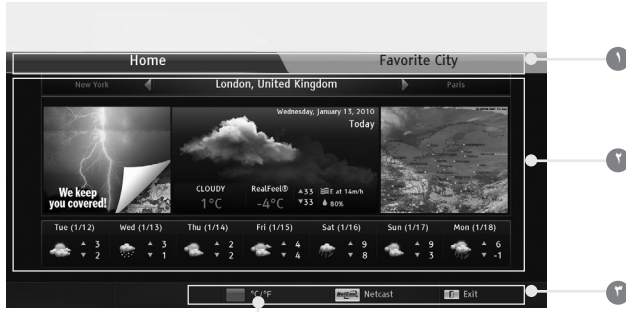 Home Favorite City ١
New York London, United Kingdom Paris
Wednesday, January 13, 2010
Today
٢
We keep
you covered!
CLOUDY RealFeel® ▲33 E at 14m/h
1°C -4°C ▼33 80%
Tue (1/12) Wed (1/13) Thu (1/14) Fri (1/15) Sat (1/16) Sun (1/17) Mon (1/18)
▲ 3 ▲ 3 ▲ 2 ▲ 4 ▲ 9 ▲ 9 ▲ 6
▼ 2 ▼ 1 ▼ 2 ▼ 4 ▼ 8 ▼ 3 ▼ -1
°C/°F NetCast Netcast Exit ٣